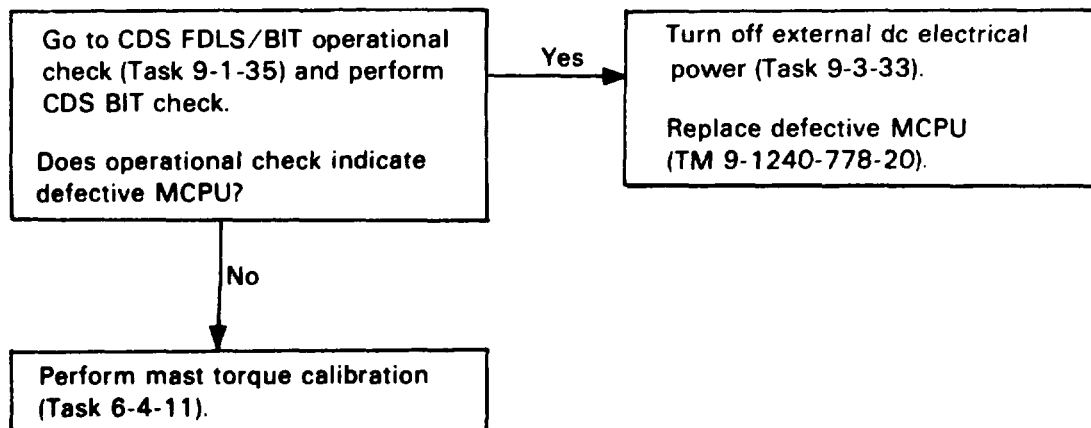 Go to CDS FDLS/BIT operational
check (Task 9-1-35) and perform
CDS BIT check.
Does operational check indicate
defective MCPU?
Yes
Turn off external dc electrical
power (Task 9-3-33).
Replace defective MCPU
(TM 9-1240-778-20).
No
Perform mast torque calibration
(Task 6-4-11).